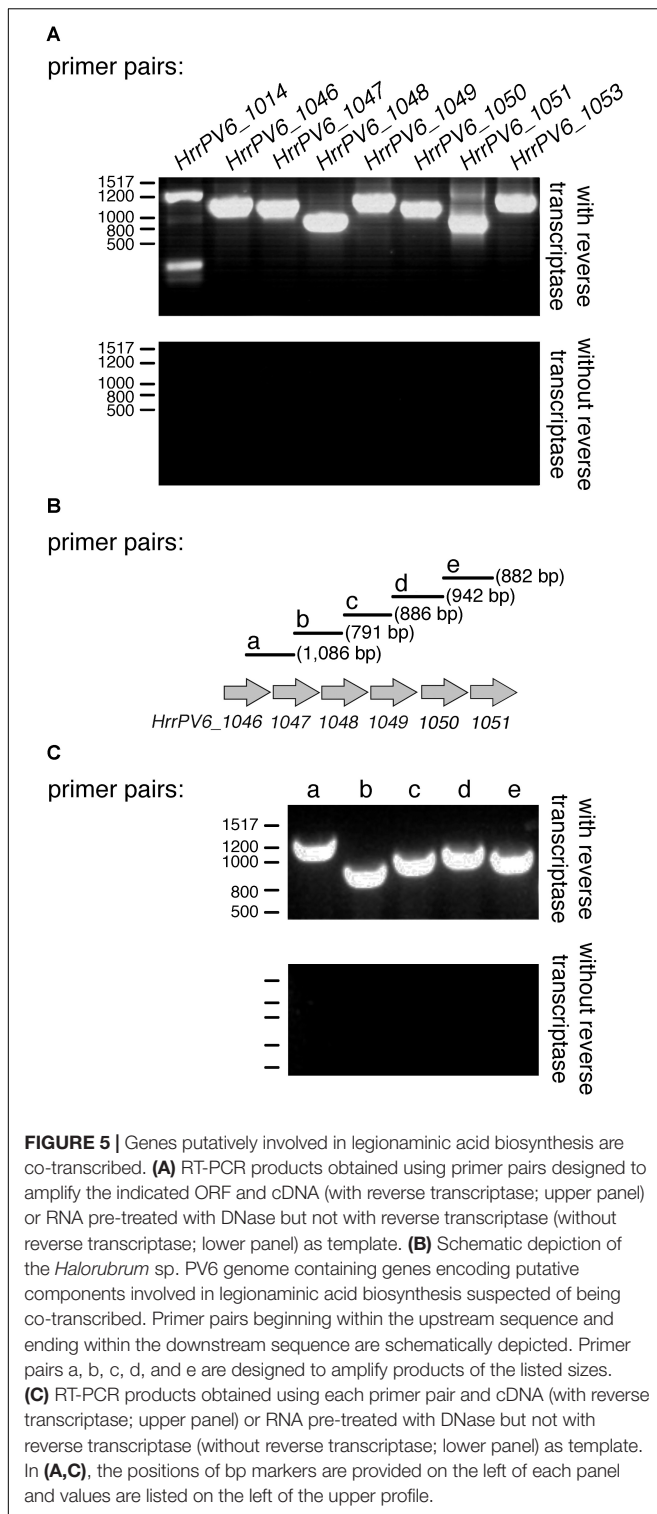 A
primer pairs:
HrrPV6_1014 HrrPV6_1046 HrrPV6_1047 HrrPV6_1048 HrrPV6_1049 HrrPV6_1050 HrrPV6_1051 HrrPV6_1053
1517
1200
1000
800
500
with reverse
transcriptase
1517
1200
1000
800
500
without reverse
transcriptase
B
primer pairs:
e (882 bp)
d (942 bp)
c (886 bp)
b (791 bp)
a (1,086 bp)
HrrPV6_1046 1047 1048 1049 1050 1051
C
primer pairs:
a b c d e
1517
1200
1000
800
500
with reverse
transcriptase
without reverse
transcriptase
FIGURE 5 | Genes putatively involved in legionaminic acid biosynthesis are
co-transcribed. (A) RT-PCR products obtained using primer pairs designed to
amplify the indicated ORF and cDNA (with reverse transcriptase; upper panel)
or RNA pre-treated with DNase but not with reverse transcriptase (without
reverse transcriptase; lower panel) as template. (B) Schematic depiction of
the Halorubrum sp. PV6 genome containing genes encoding putative
components involved in legionaminic acid biosynthesis suspected of being
co-transcribed. Primer pairs beginning within the upstream sequence and
ending within the downstream sequence are schematically depicted. Primer
pairs a, b, c, d, and e are designed to amplify products of the listed sizes.
(C) RT-PCR products obtained using each primer pair and cDNA (with reverse
transcriptase; upper panel) or RNA pre-treated with DNase but not with
reverse transcriptase (without reverse transcriptase; lower panel) as template.
In (A,C), the positions of bp markers are provided on the left of each panel
and values are listed on the left of the upper profile.